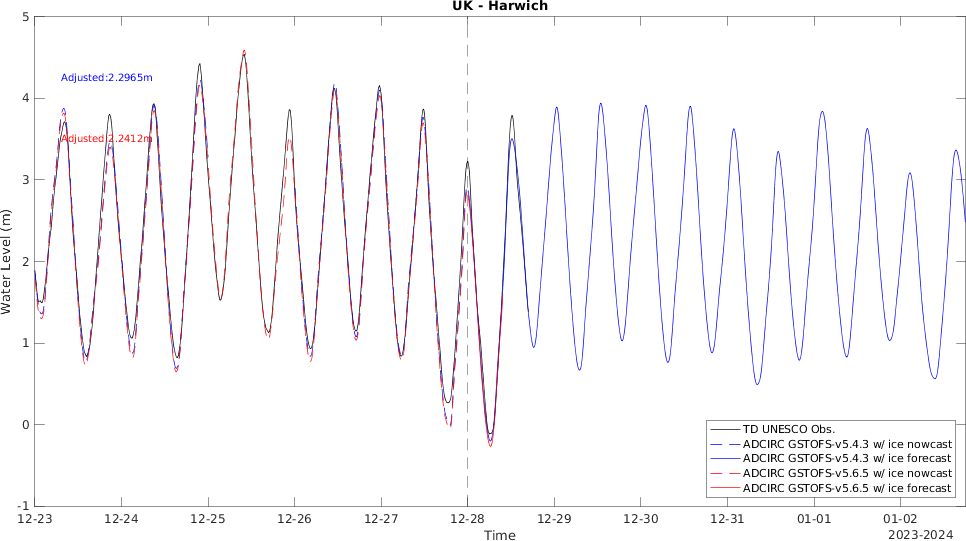 UK - Harwich
5
4
3
2
1
0
-1
Water Level (m)
Adjusted:2.2965m
Adjusted:2.2412m
TD UNESCO Obs.
ADCIRC GSTOFS-v5.4.3 w/ ice nowcast
ADCIRC GSTOFS-v5.4.3 w/ ice forecast
ADCIRC GSTOFS-v5.6.5 w/ ice nowcast
ADCIRC GSTOFS-v5.6.5 w/ ice forecast
12-23 12-24 12-25 12-26 12-27 12-28 12-29 12-30 12-31 01-01 01-02
Time
2023-2024